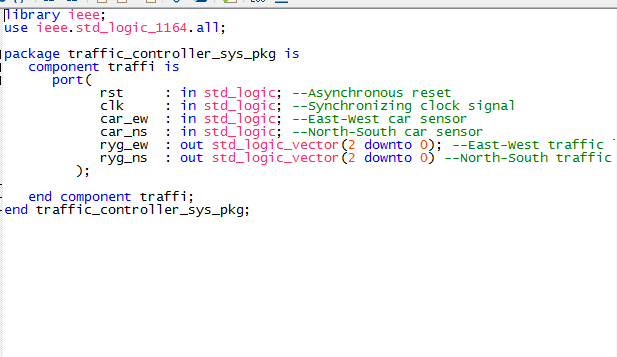 library ieee;
use ieee.std_logic_1164.all;
package traffic_controller_sys_pkg is
component traffi is
port(
rst : in std_logic; --Asynchronous reset
clk : in std_logic; --Synchronizing clock signal
car_ew : in std_logic; --East-West car sensor
car_ns : in std_logic; --North-South car sensor
ryg_ew : out std_logic_vector(2 downto 0); --East-West traffic
ryg_ns : out std_logic_vector(2 downto 0) --North-South traffic
);
end component traffi;
end traffic_controller_sys_pkg;